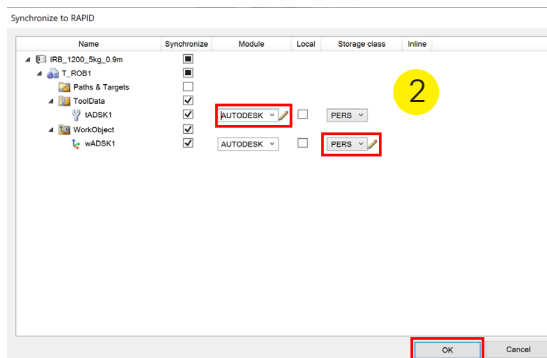 Synchronize to RAPID
Name Synchronize Module Local Storage class Inline
IRB_1200_5kg_0.9m
T_ROB1
Paths & Targets
2
ToolData
tADSK1 AUTODESK PERS
WorkObject
wADSK1 AUTODESK PERS
OK Cancel